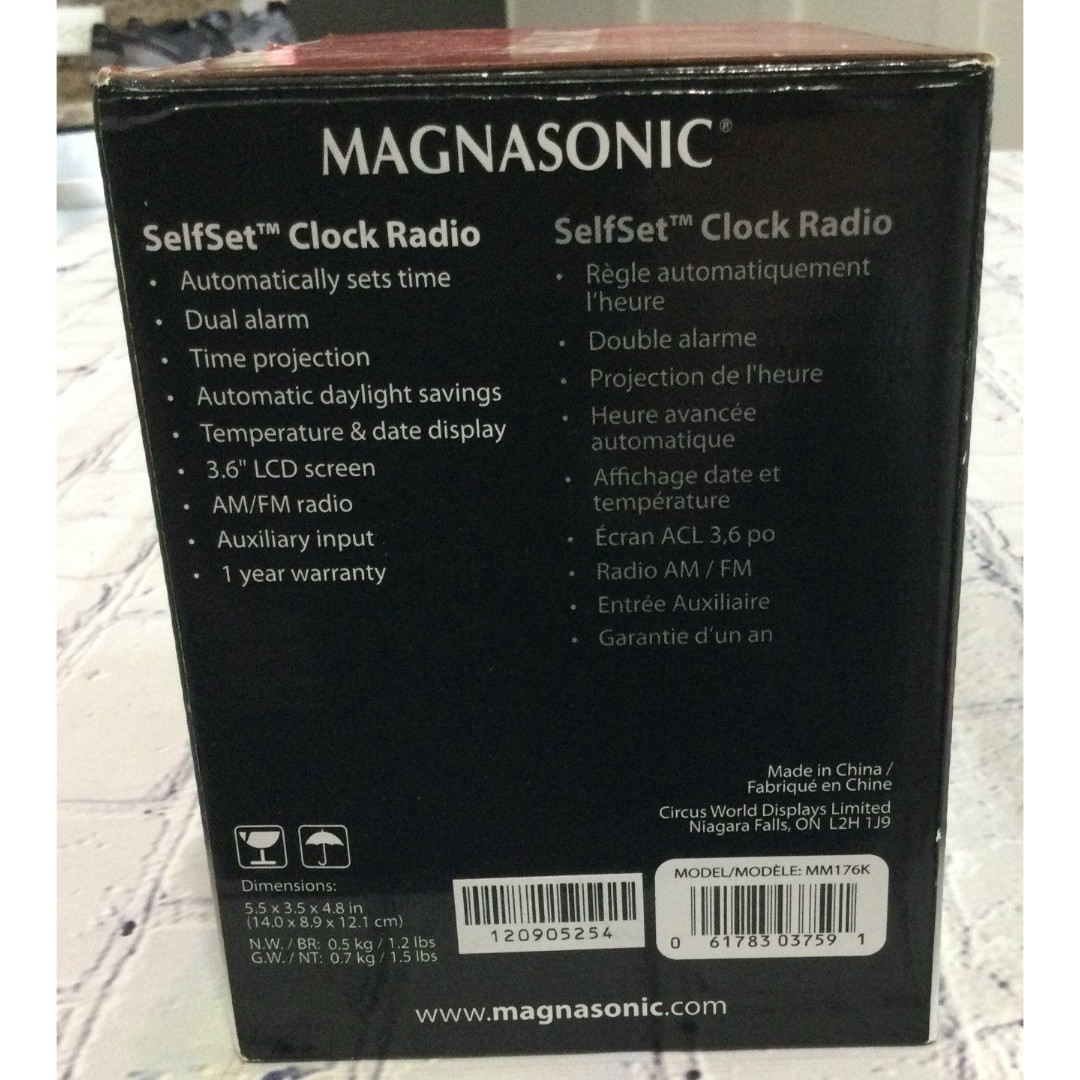 MAGNASONIC®
SelfSet™ Clock Radio
• Automatically sets time
• Dual alarm
• Time projection
• Automatic daylight savings
• Temperature & date display
• 3.6" LCD screen
• AM/FM radio
• Auxiliary input
• 1 year warranty
SelfSet™ Clock Radio
• Règle automatiquement
l'heure
• Double alarme
• Projection de l'heure
• Heure avancée
automatique
• Affichage date et
température
• Écran ACL 3,6 po
• Radio AM / FM
• Entrée Auxiliaire
• Garantie d'un an
Made in China /
Fabriqué en Chine
Circus World Displays Limited
Niagara Falls, ON L2H 1J9
Dimensions:
5.5 x 3.5 x 4.8 in
(14.0 x 8.9 x 12.1 cm)
N.W. / BR: 0.5 kg / 1.2 lbs
G.W. / NT: 0.7 kg / 1.5 lbs
120905254
MODEL/MODÈLE: MM176K
0 61783 03759 1
www.magnasonic.com